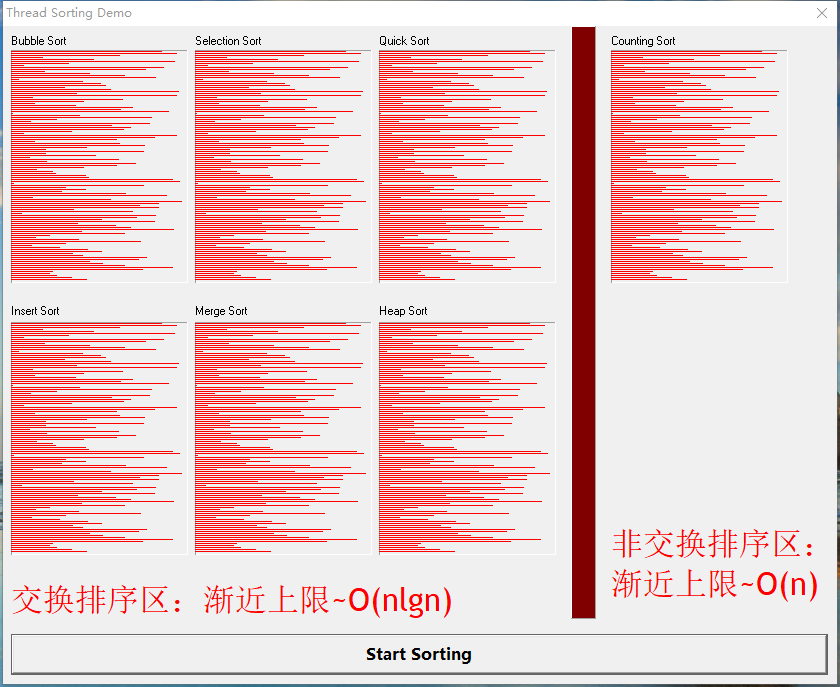 Thread Sorting Demo
Bubble Sort
Selection Sort
Quick Sort
Counting Sort
Insert Sort
Merge Sort
Heap Sort
交换排序区：渐近上限~O(nlgn)
非交换排序区：
渐近上限~O(n)
Start Sorting